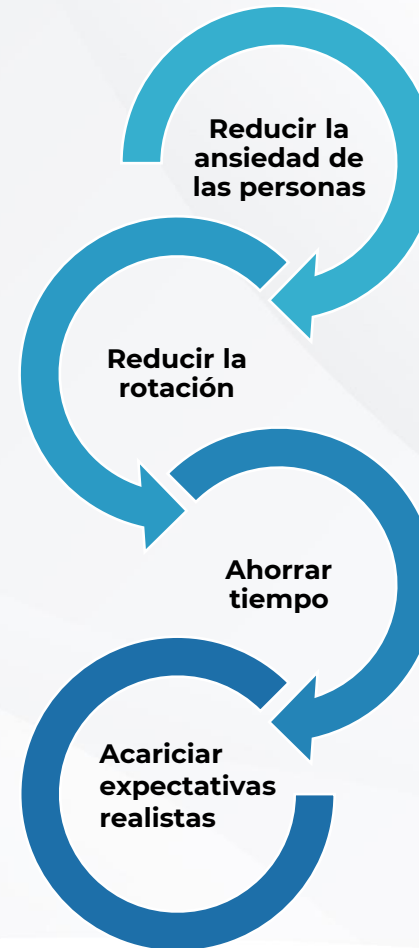 Reducir la
ansiedad de
las personas
Reducir la
rotación
Ahorrar
tiempo
Acariciar
expectativas
realistas